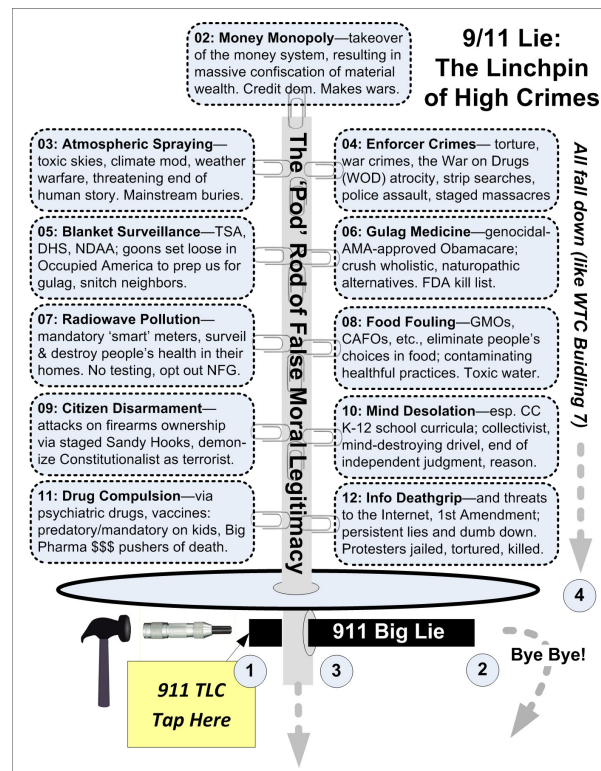 02: Money Monopoly—takeover
of the money system, resulting in
massive confiscation of material
wealth. Credit dom. Makes wars.
9/11 Lie:
The Linchpin
of High Crimes
03: Atmospheric Spraying—
toxic skies, climate mod, weather
warfare, threatening end of
human story. Mainstream buries.
04: Enforcer Crimes— torture,
war crimes, the War on Drugs
(WOD) atrocity, strip searches,
police assault, staged massacres
05: Blanket Surveillance—TSA,
DHS, NDAA; goons set loose in
Occupied America to prep us for
gulag, snitch neighbors.
06: Gulag Medicine—genocidal-
AMA-approved Obamacare;
crush wholistic, naturopathic
alternatives. FDA kill list.
07: Radiowave Pollution—
mandatory ‘smart’ meters, surveil
& destroy people’s health in their
homes. No testing, opt out NFG.
08: Food Fouling—GMOs,
CAFOs, etc., eliminate people’s
choices in food; contaminating
healthful practices. Toxic water.
09: Citizen Disarmament—
attacks on firearms ownership
via staged Sandy Hooks, demon-
ize Constitutionalist as terrorist.
10: Mind Desolation—esp. CC
K-12 school curricula; collectivist,
mind-destroying drivel, end of
independent judgment, reason.
11: Drug Compulsion—via
psychiatric drugs, vaccines:
predatory/mandatory on kids, Big
Pharma $$$ pushers of death.
12: Info Deathgrip—and threats
to the Internet, 1st Amendment;
persistent lies and dumb down.
Protesters jailed, tortured, killed.
The ‘Pod’ Rod of False Moral Legitimacy
All fall down (like WTC Buidling 7)
4
911 Big Lie
1
3
2
Bye Bye!
911 TLC
Tap Here